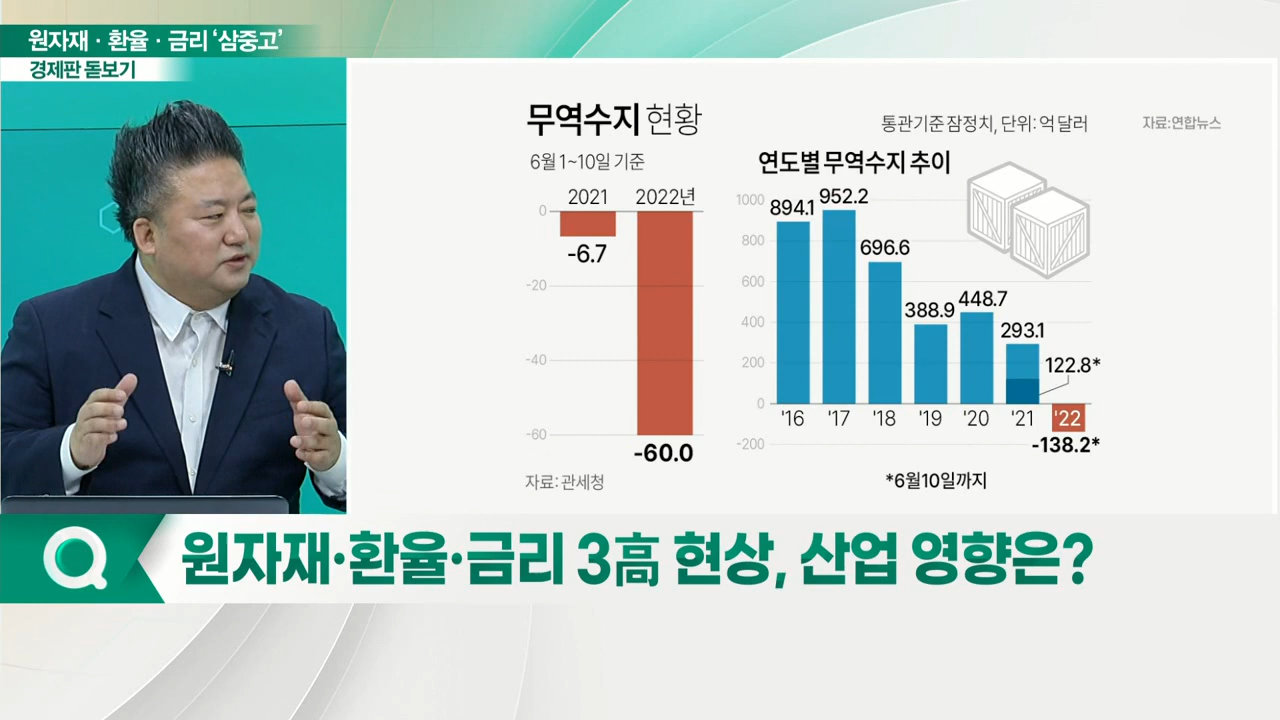 원자재 · 환율 · 금리 ‘삼중고’
경제판 돋보기
무역수지 현황
통관기준 잠정치, 단위: 억 달러
자료:연합뉴스
6월 1~10일 기준
2021
2022년
0
-20
-40
-60
-6.7
-60.0
자료: 관세청
연도별 무역수지 추이
1000
800
600
400
200
0
-200
894.1
952.2
696.6
388.9
448.7
293.1
122.8*
-138.2*
'16
'17
'18
'19
'20
'21
'22
*6월10일까지
원자재·환율·금리 3高 현상, 산업 영향은?